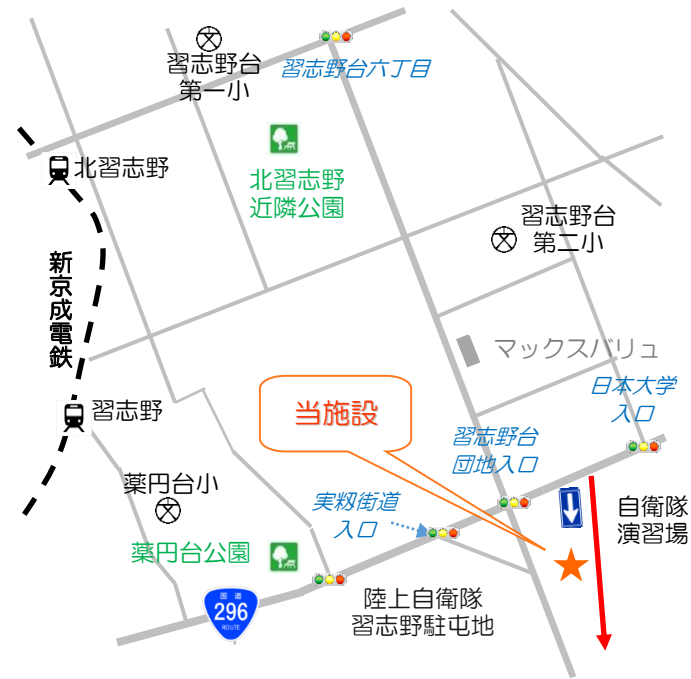 習志野台
第一小
習志野台六丁目
北習志野
北習志野
近隣公園
習志野台
第二小
新京成電鉄
マックスバリュ
日本大学
入口
当施設
習志野
習志野台
団地入口
薬円台小
実籾街道
入口
自衛隊
演習場
薬円台公園
国道
296
ROUTE
陸上自衛隊
習志野駐屯地